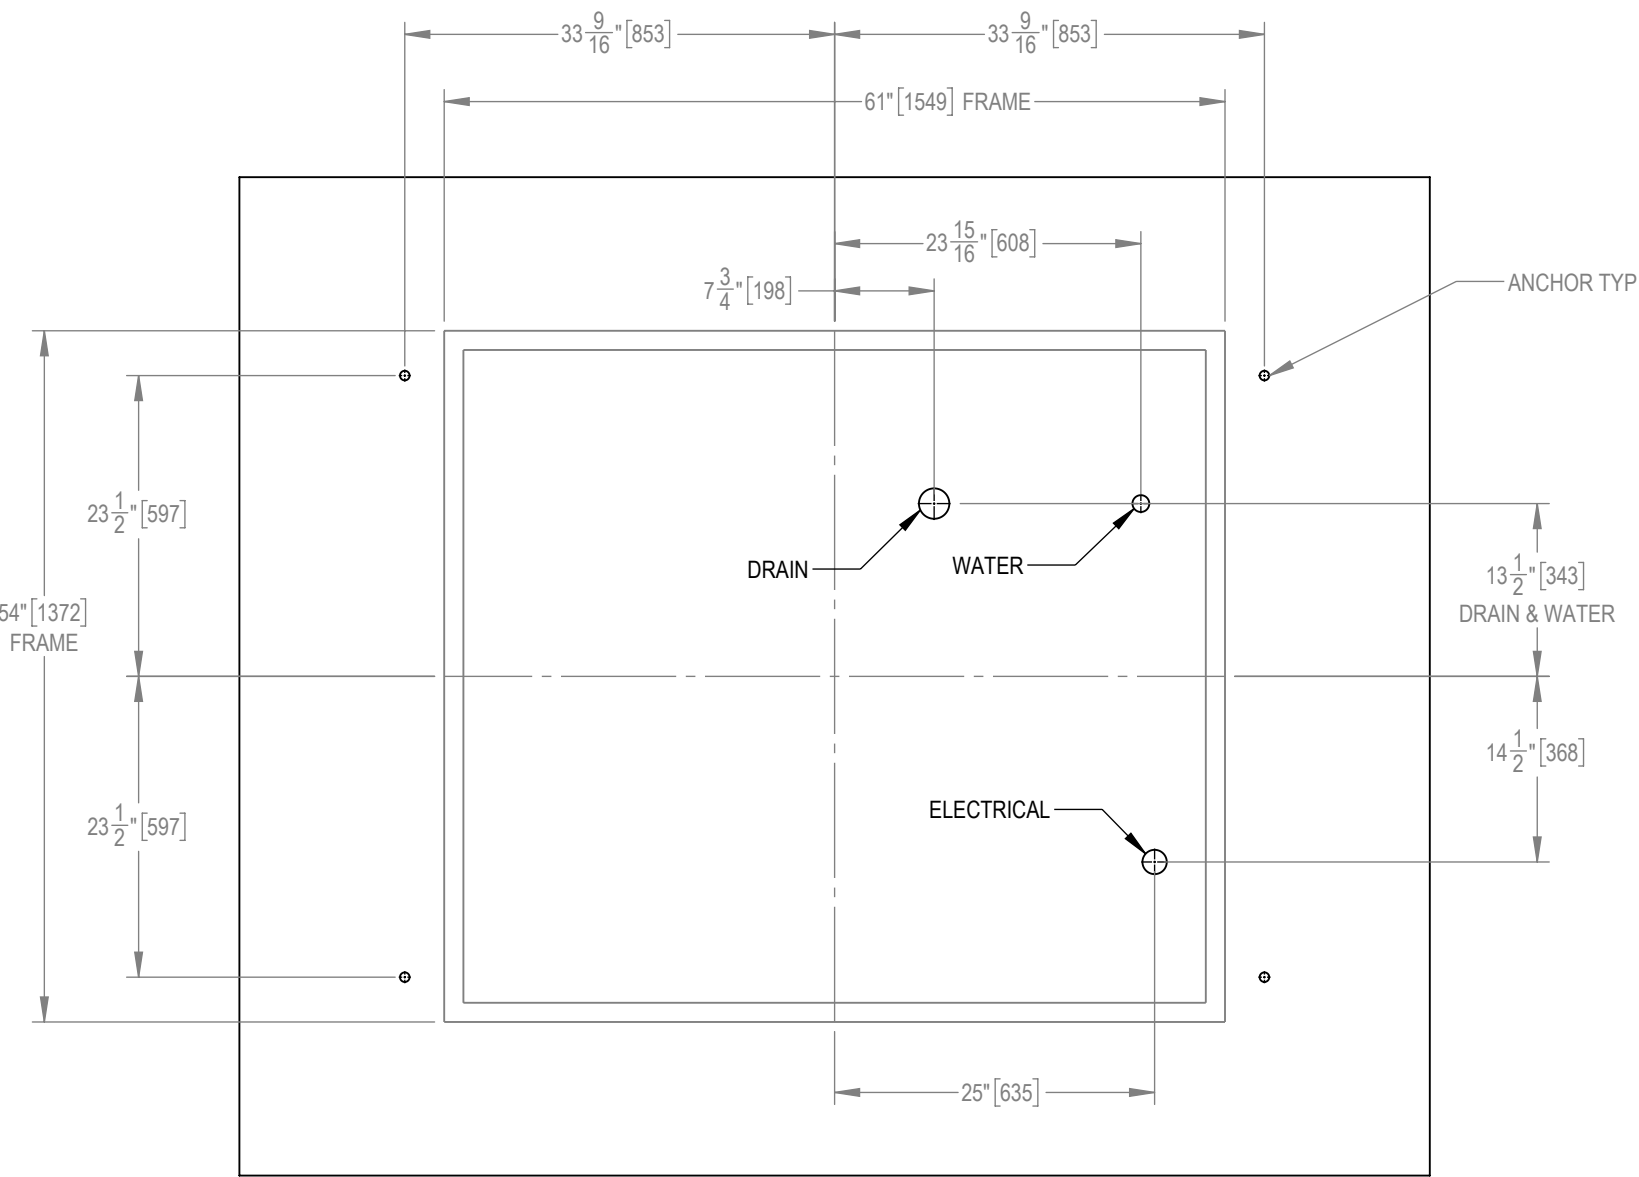 33 9/16" [853]
33 9/16" [853]
61" [1549] FRAME
23 15/16" [608]
7 3/4" [198]
ANCHOR TYP
23 1/2" [597]
DRAIN
WATER
13 1/2" [343]
DRAIN & WATER
54" [1372]
FRAME
14 1/2" [368]
23 1/2" [597]
ELECTRICAL
25" [635]